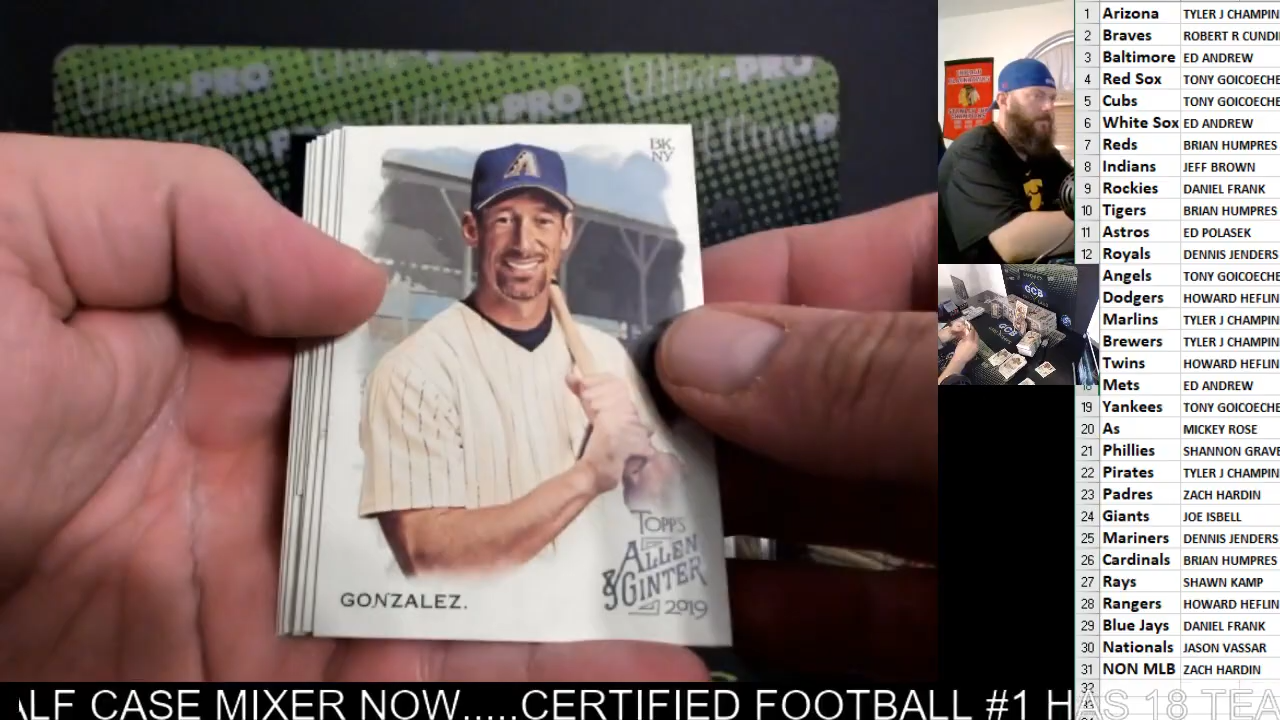 PRO
PRO
PRO
BK,
NY
A
TOPPS
ALLEN
& GINTER
2019
GONZALEZ.
GCB
GCB
1 Arizona TYLER J CHAMPIN
2 Braves ROBERT R CUNDI
3 Baltimore ED ANDREW
4 Red Sox TONY GOICOECHE
5 Cubs TONY GOICOECHE
6 White Sox ED ANDREW
7 Reds BRIAN HUMPRES
8 Indians JEFF BROWN
9 Rockies DANIEL FRANK
10 Tigers BRIAN HUMPRES
11 Astros ED POLASEK
12 Royals DENNIS JENDERS
Angels TONY GOICOECHE
Dodgers HOWARD HEFLIN
Marlins TYLER J CHAMPIN
Brewers TYLER J CHAMPIN
Twins HOWARD HEFLIN
Mets ED ANDREW
19 Yankees TONY GOICOECHE
20 As MICKEY ROSE
21 Phillies SHANNON GRAVE
22 Pirates TYLER J CHAMPIN
23 Padres ZACH HARDIN
24 Giants JOE ISBELL
25 Mariners DENNIS JENDERS
26 Cardinals BRIAN HUMPRES
27 Rays SHAWN KAMP
28 Rangers HOWARD HEFLIN
29 Blue Jays DANIEL FRANK
30 Nationals JASON VASSAR
31 NON MLB ZACH HARDIN
32
ALF CASE MIXER NOW.....CERTIFIED FOOTBALL #1 HAS 18 TEA